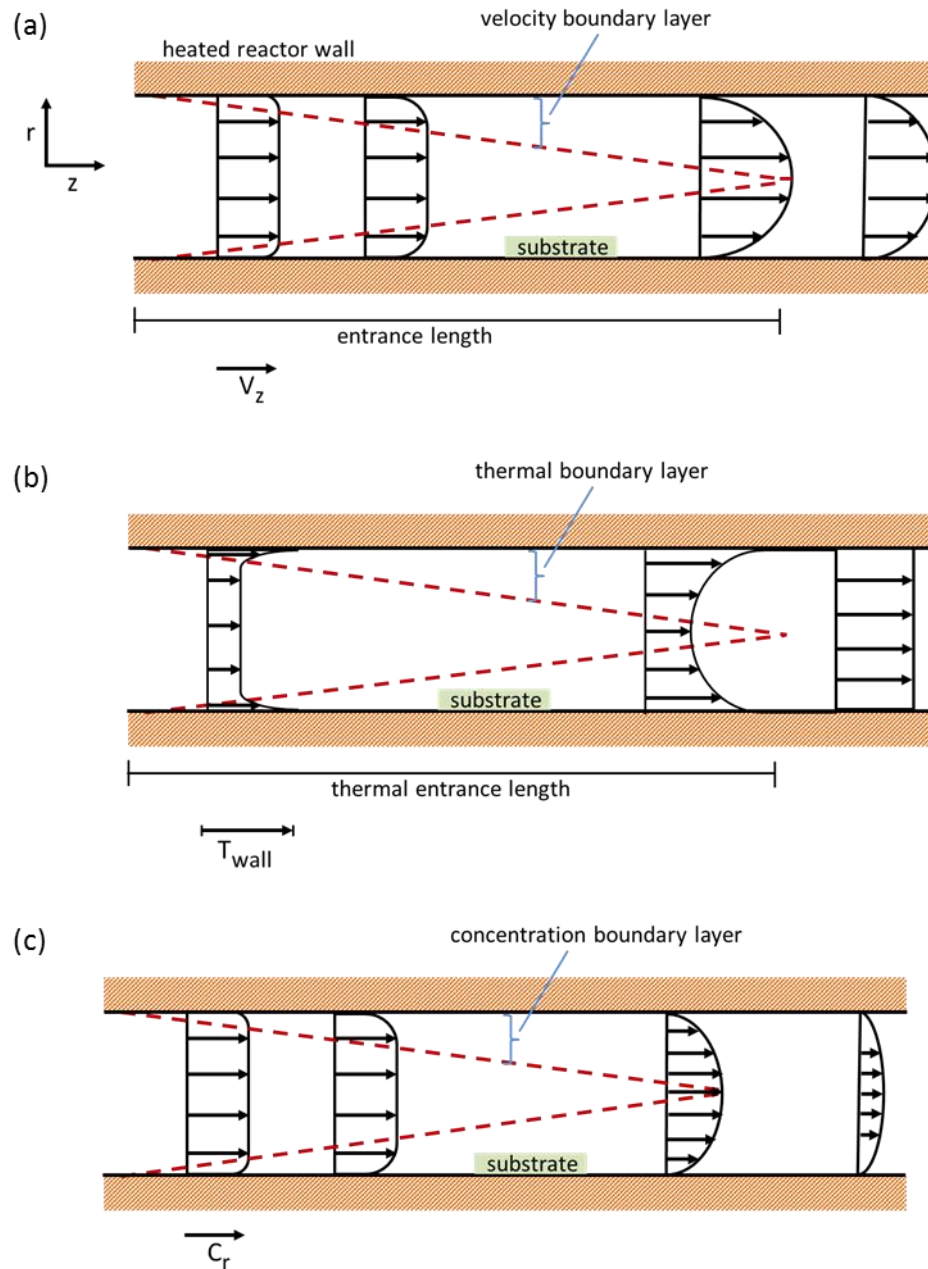 (a)
velocity boundary layer
heated reactor wall
r
z
substrate
entrance length
Vz
(b)
thermal boundary layer
substrate
thermal entrance length
Twall
(c)
concentration boundary layer
substrate
Cr